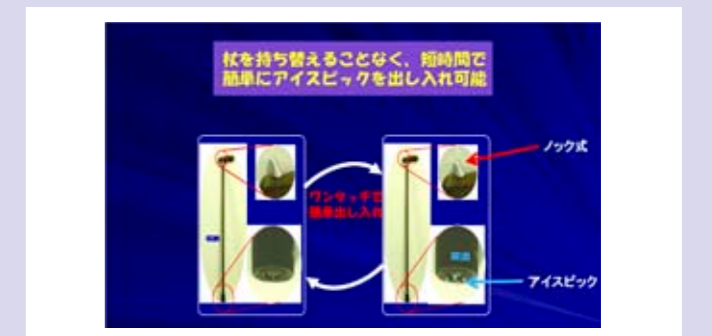 杖を持ち替えることなく、短時間で
簡単にアイスピックを出し入れ可能
ノック式
ワンタッチで
簡単出し入れ
アイスピック